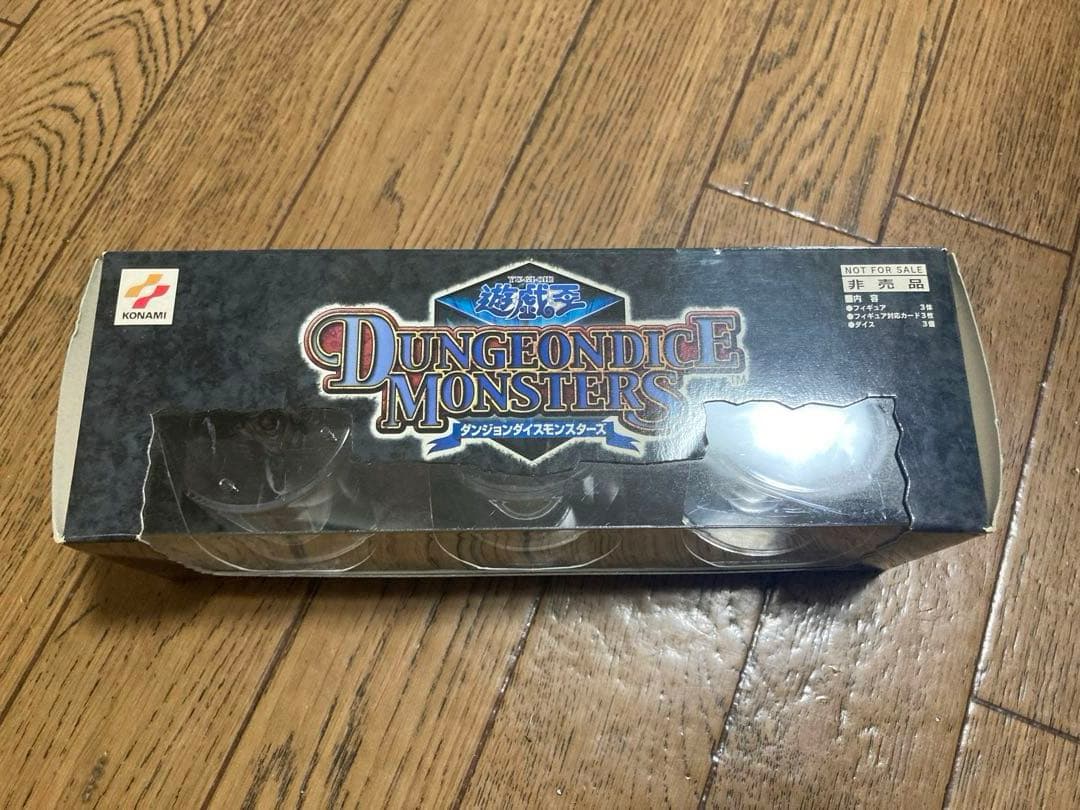 KONAMI
YU-GI-OH
遊戯王
DUNGEONDICE
MONSTERS
TM
ダンジョンダイスモンスターズ
NOT FOR SALE
非売品
■内 容
●フィギュア 3体
●フィギュア対応カード3枚
●ダイス 3個